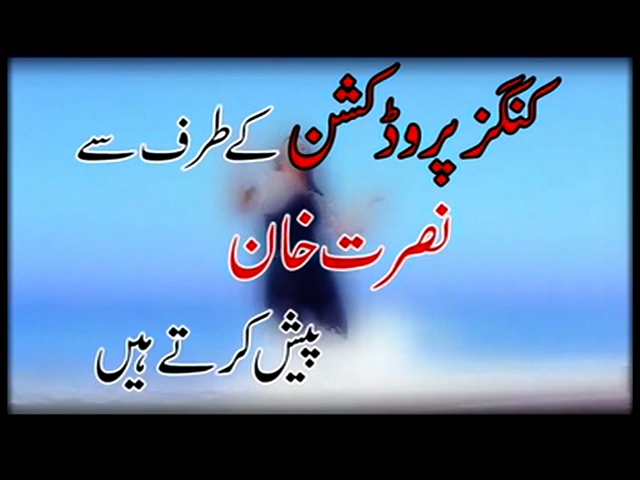 کنگز پروڈکشن کے طرف سے
نصرت خان
پیش کرتے ہیں